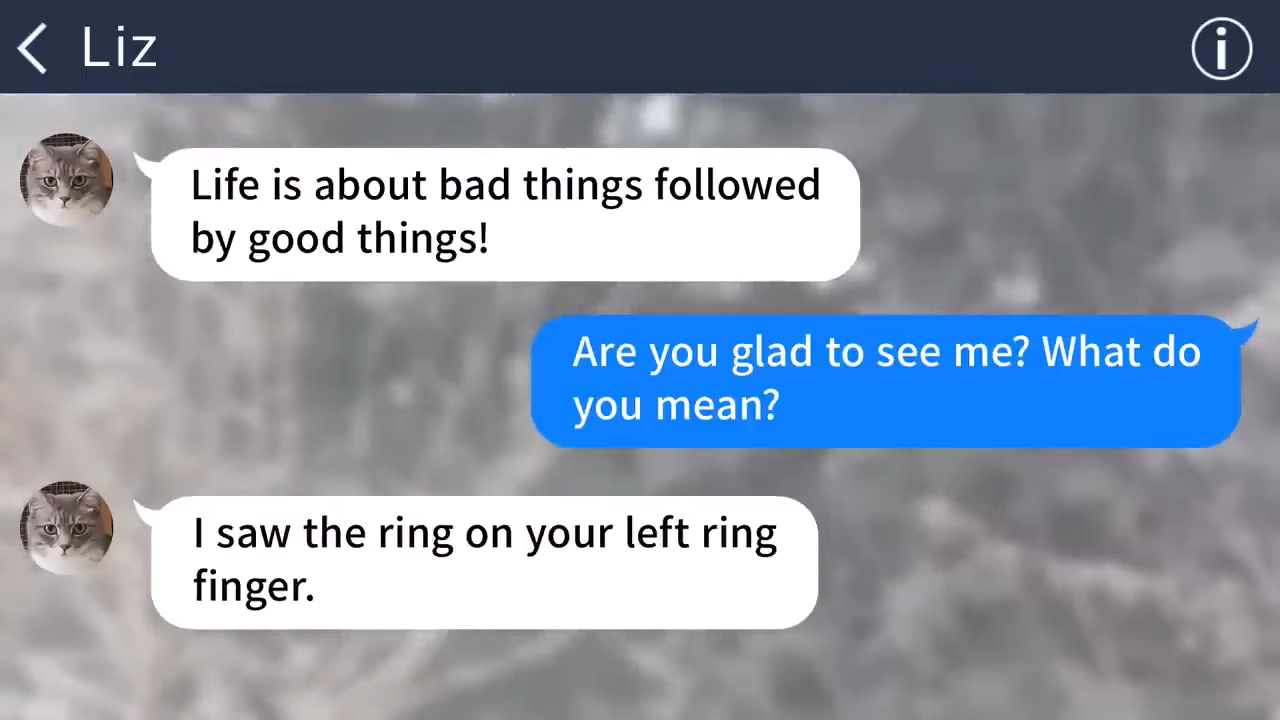 Liz
Life is about bad things followed
by good things!
Are you glad to see me? What do
you mean?
I saw the ring on your left ring
finger.